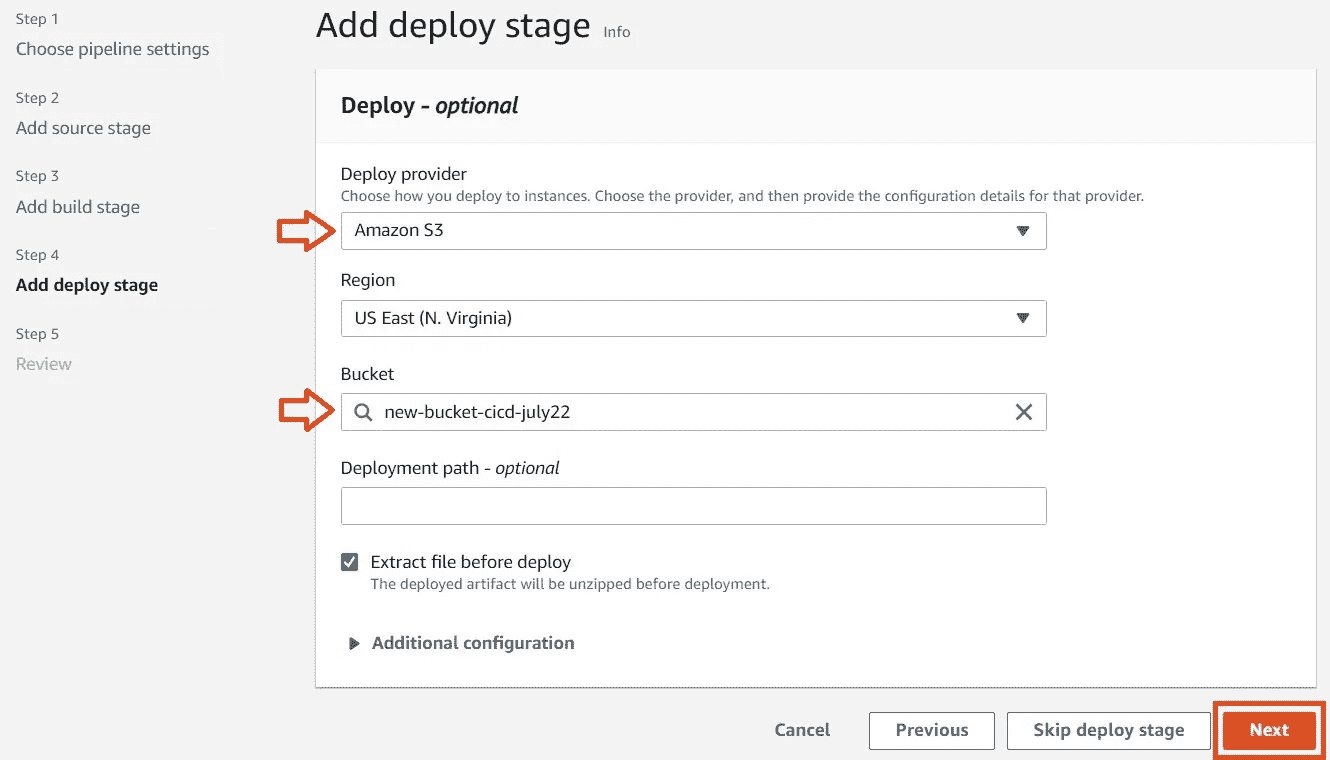 Step 1
Choose pipeline settings
Step 2
Add source stage
Step 3
Add build stage
Step 4
Add deploy stage
Step 5
Review
Add deploy stage Info
Deploy - optional
Deploy provider
Choose how you deploy to instances. Choose the provider, and then provide the configuration details for that provider.
Amazon S3
Region
US East (N. Virginia)
Bucket
new-bucket-cicd-july22
Deployment path - optional
Extract file before deploy
The deployed artifact will be unzipped before deployment.
Additional configuration
Cancel Previous Skip deploy stage Next